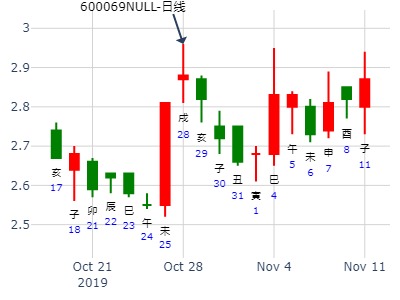 600069NULL-日线
3
2.9
2.8
2.7
2.6
2.5
亥
17
子
18
卯
21
辰
22
巳
23
午
24
未
25
戌
28
亥
29
子
30
丑
31
寅
1
巳
4
午
5
未
6
申
7
酉
8
子
11
Oct 21
2019
Oct 28
Nov 4
Nov 11